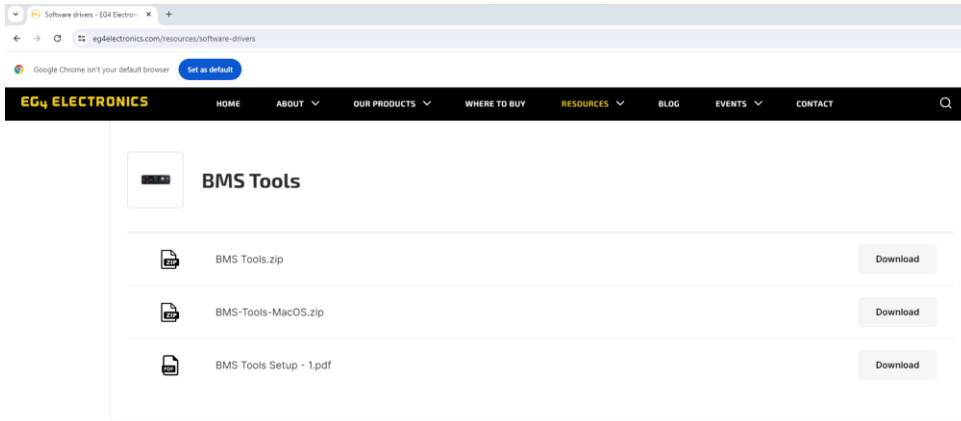 Software drivers - EG4 Electron
eg4electronics.com/resources/software-drivers
Google Chrome isn't your default browser Set as default
EG4 ELECTRONICS HOME ABOUT OUR PRODUCTS WHERE TO BUY RESOURCES BLOG EVENTS CONTACT
BMS Tools
ZIP BMS Tools.zip Download
ZIP BMS-Tools-MacOS.zip Download
PDF BMS Tools Setup - 1.pdf Download